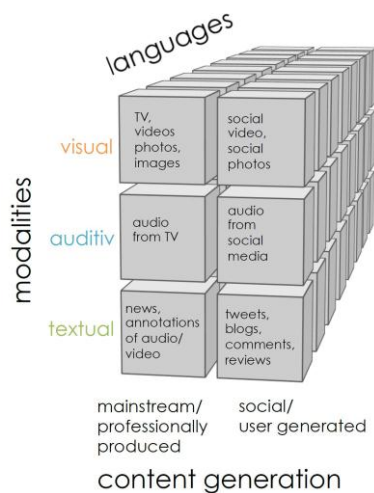 languages
TV,
videos
photos,
images
social
video,
social
photos
visual
audio
from TV
audio
from
social
media
auditiv
modalities
news,
annotations
of audio/
video
tweets,
blogs,
comments,
reviews
textual
mainstream/
professionally
produced
social/
user generated
content generation